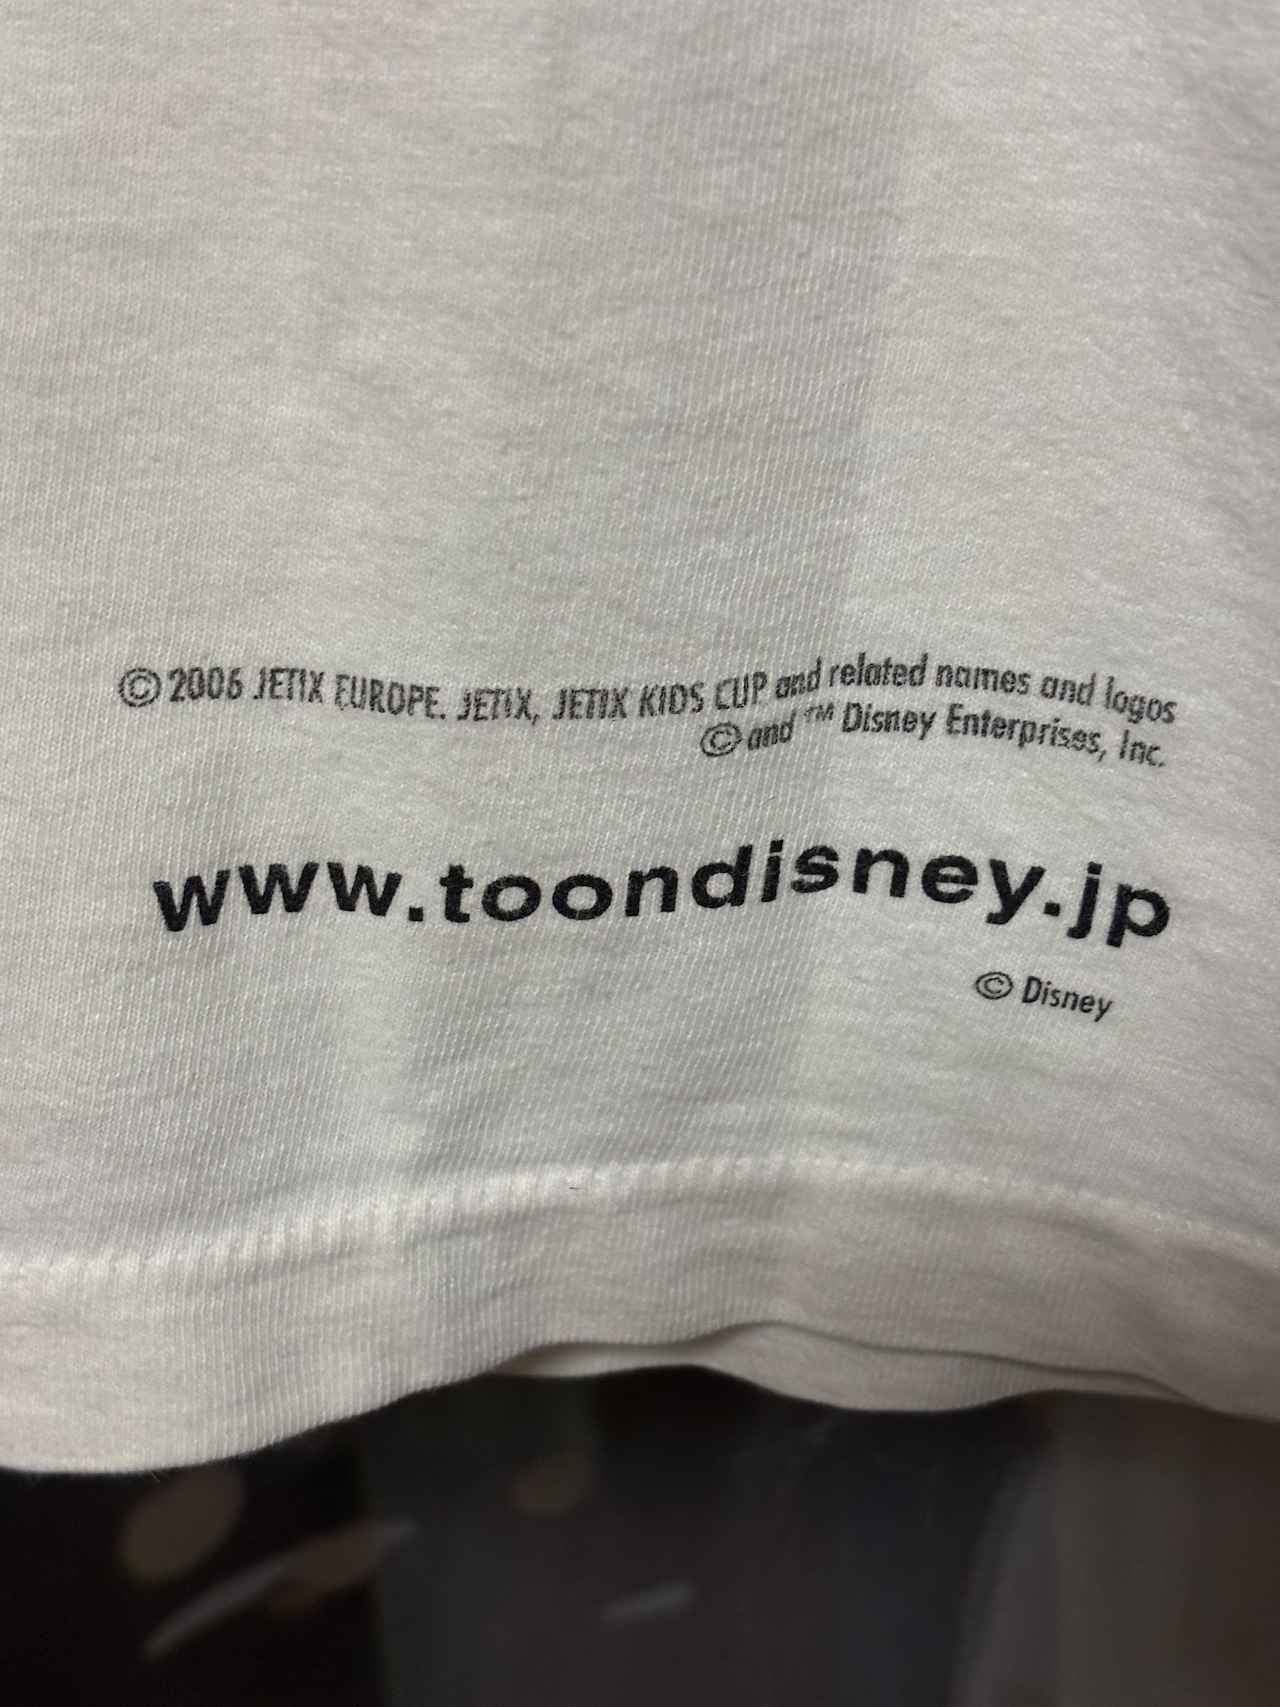 © 2006 JETIX EUROPE. JETIX, JETIX KIDS CUP and related names and logos
© and ™ Disney Enterprises, Inc.
www.toondisney.jp
© Disney